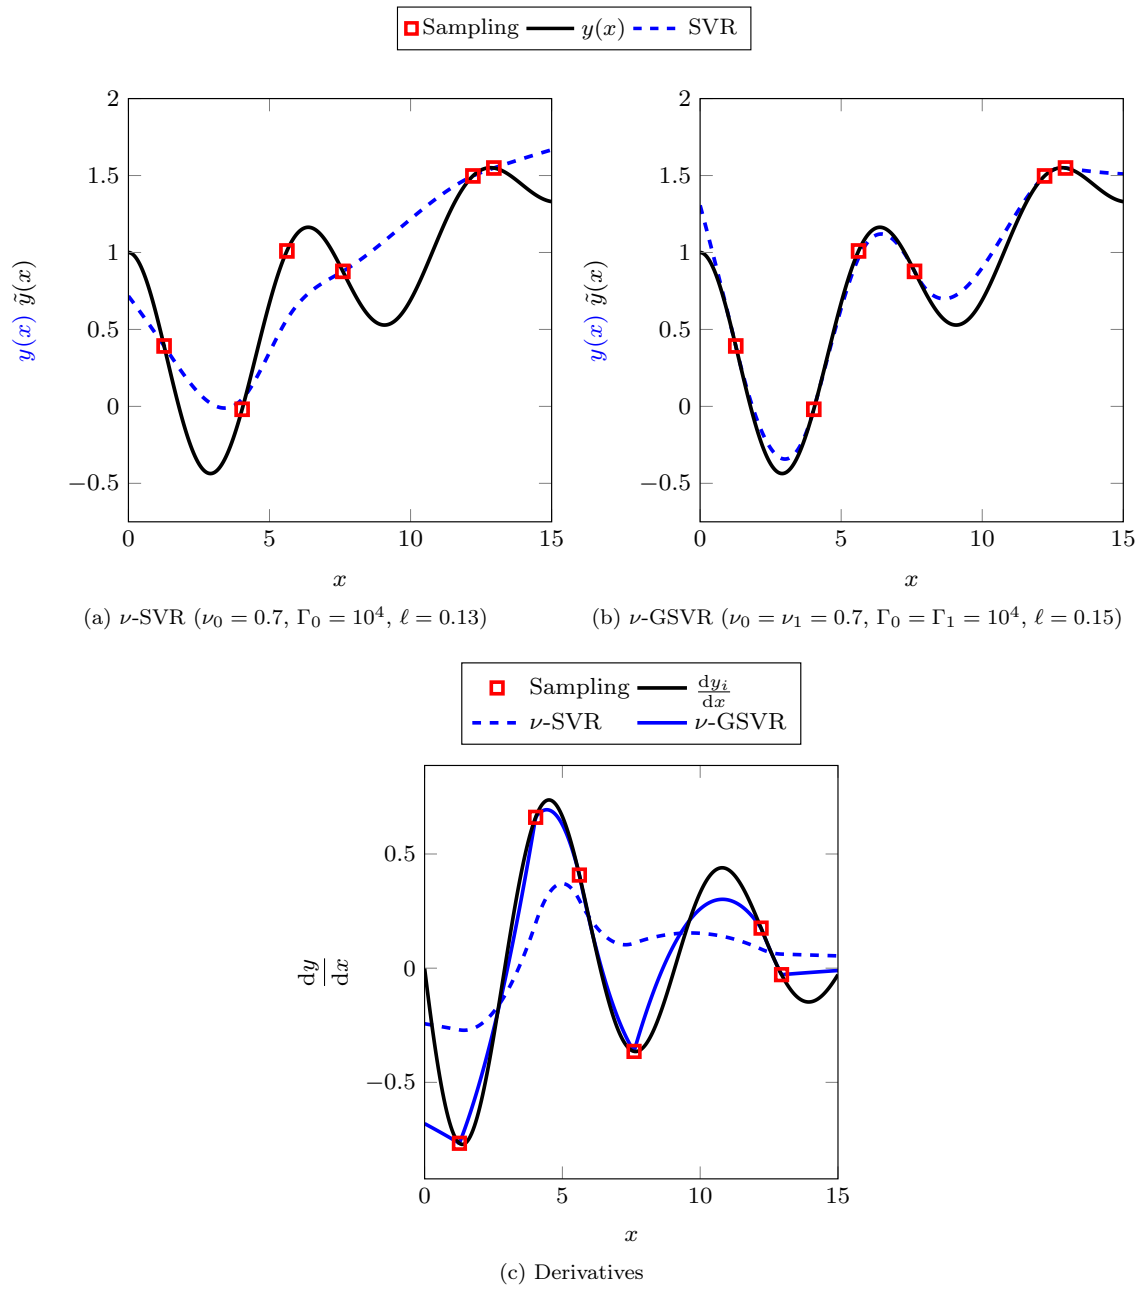 Sampling y(x) SVR
2
1.5
1
0.5
0
−0.5
0 5 10 15
x
y(x) ỹ(x)
2
1.5
1
0.5
0
−0.5
0 5 10 15
x
y(x) ỹ(x)
(a) ν-SVR (ν₀ = 0.7, Γ₀ = 10⁴, ℓ = 0.13)
(b) ν-GSVR (ν₀ = ν₁ = 0.7, Γ₀ = Γ₁ = 10⁴, ℓ = 0.15)
Sampling dyᵢ/dx
ν-SVR ν-GSVR
0.5
0
−0.5
0 5 10 15
x
dy/dx
(c) Derivatives